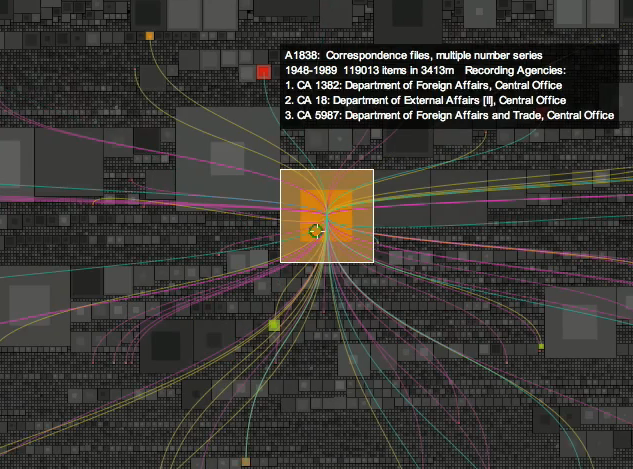 A1838: Correspondence files, multiple number series
1948-1989 119013 items in 3413m Recording Agencies:
1. CA 1382: Department of Foreign Affairs, Central Office
2. CA 18: Department of External Affairs [II], Central Office
3. CA 5987: Department of Foreign Affairs and Trade, Central Office